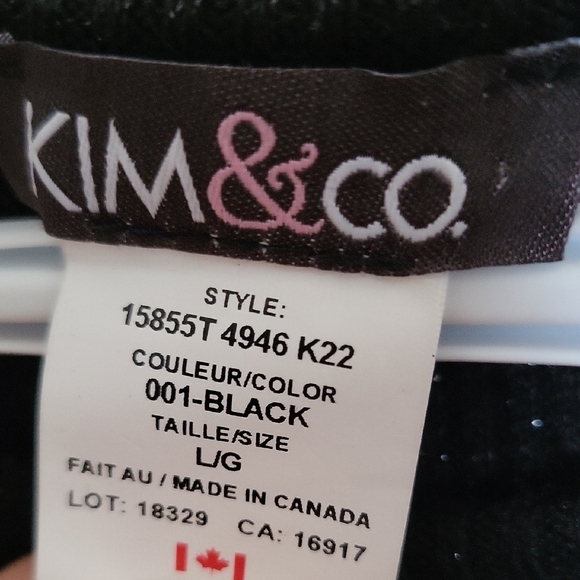 KIM&CO.
STYLE:
15855T 4946 K22
COULEUR/COLOR
001-BLACK
TAILLE/SIZE
L/G
FAIT AU / MADE IN CANADA
LOT: 18329 CA: 16917